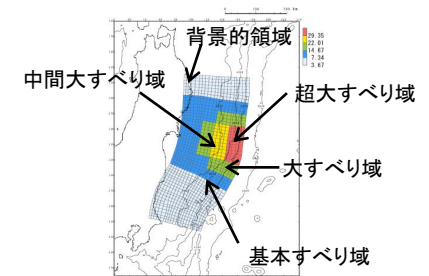 背景的領域
中間大すべり域
超大すべり域
大すべり域
基本すべり域
29.35
22.01
14.67
7.34
3.67